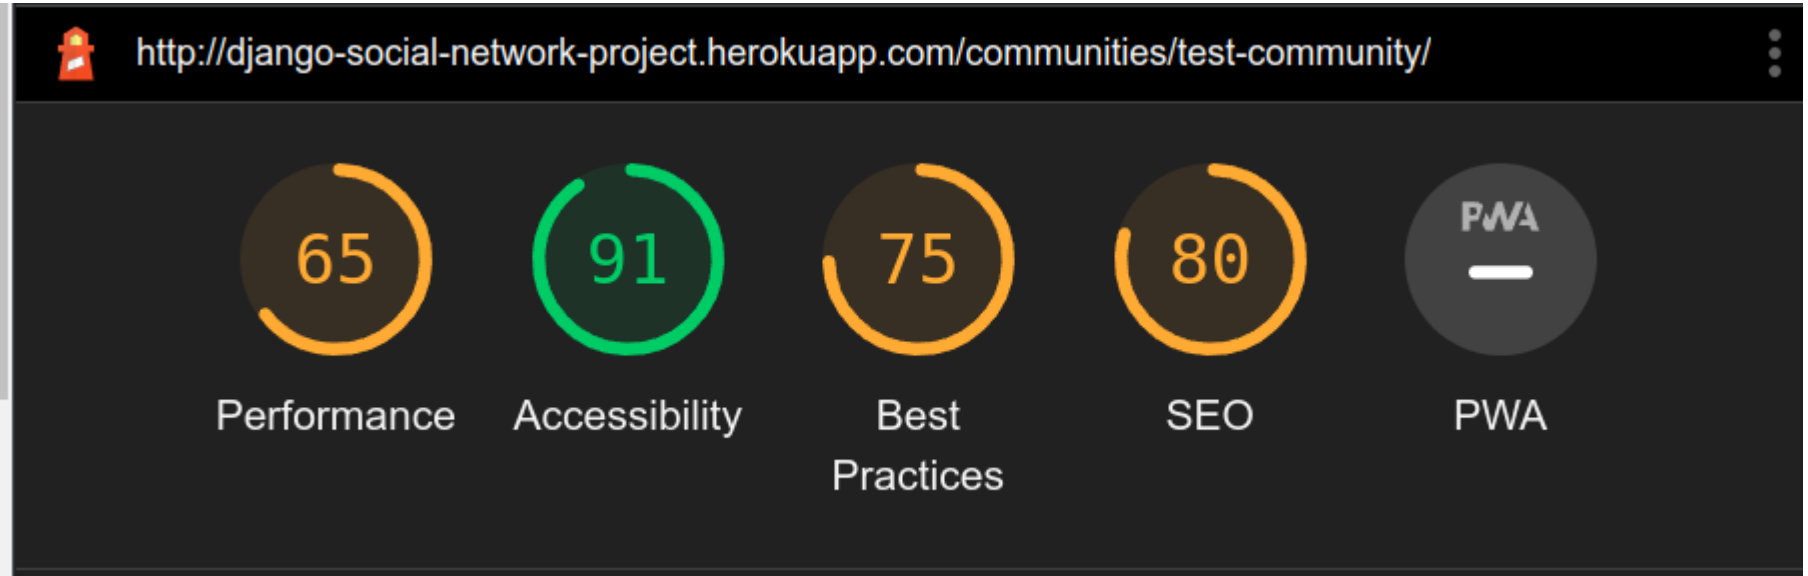 http://django-social-network-project.herokuapp.com/communities/test-community/
65
91
75
80
PWA
Performance
Accessibility
Best
Practices
SEO
PWA